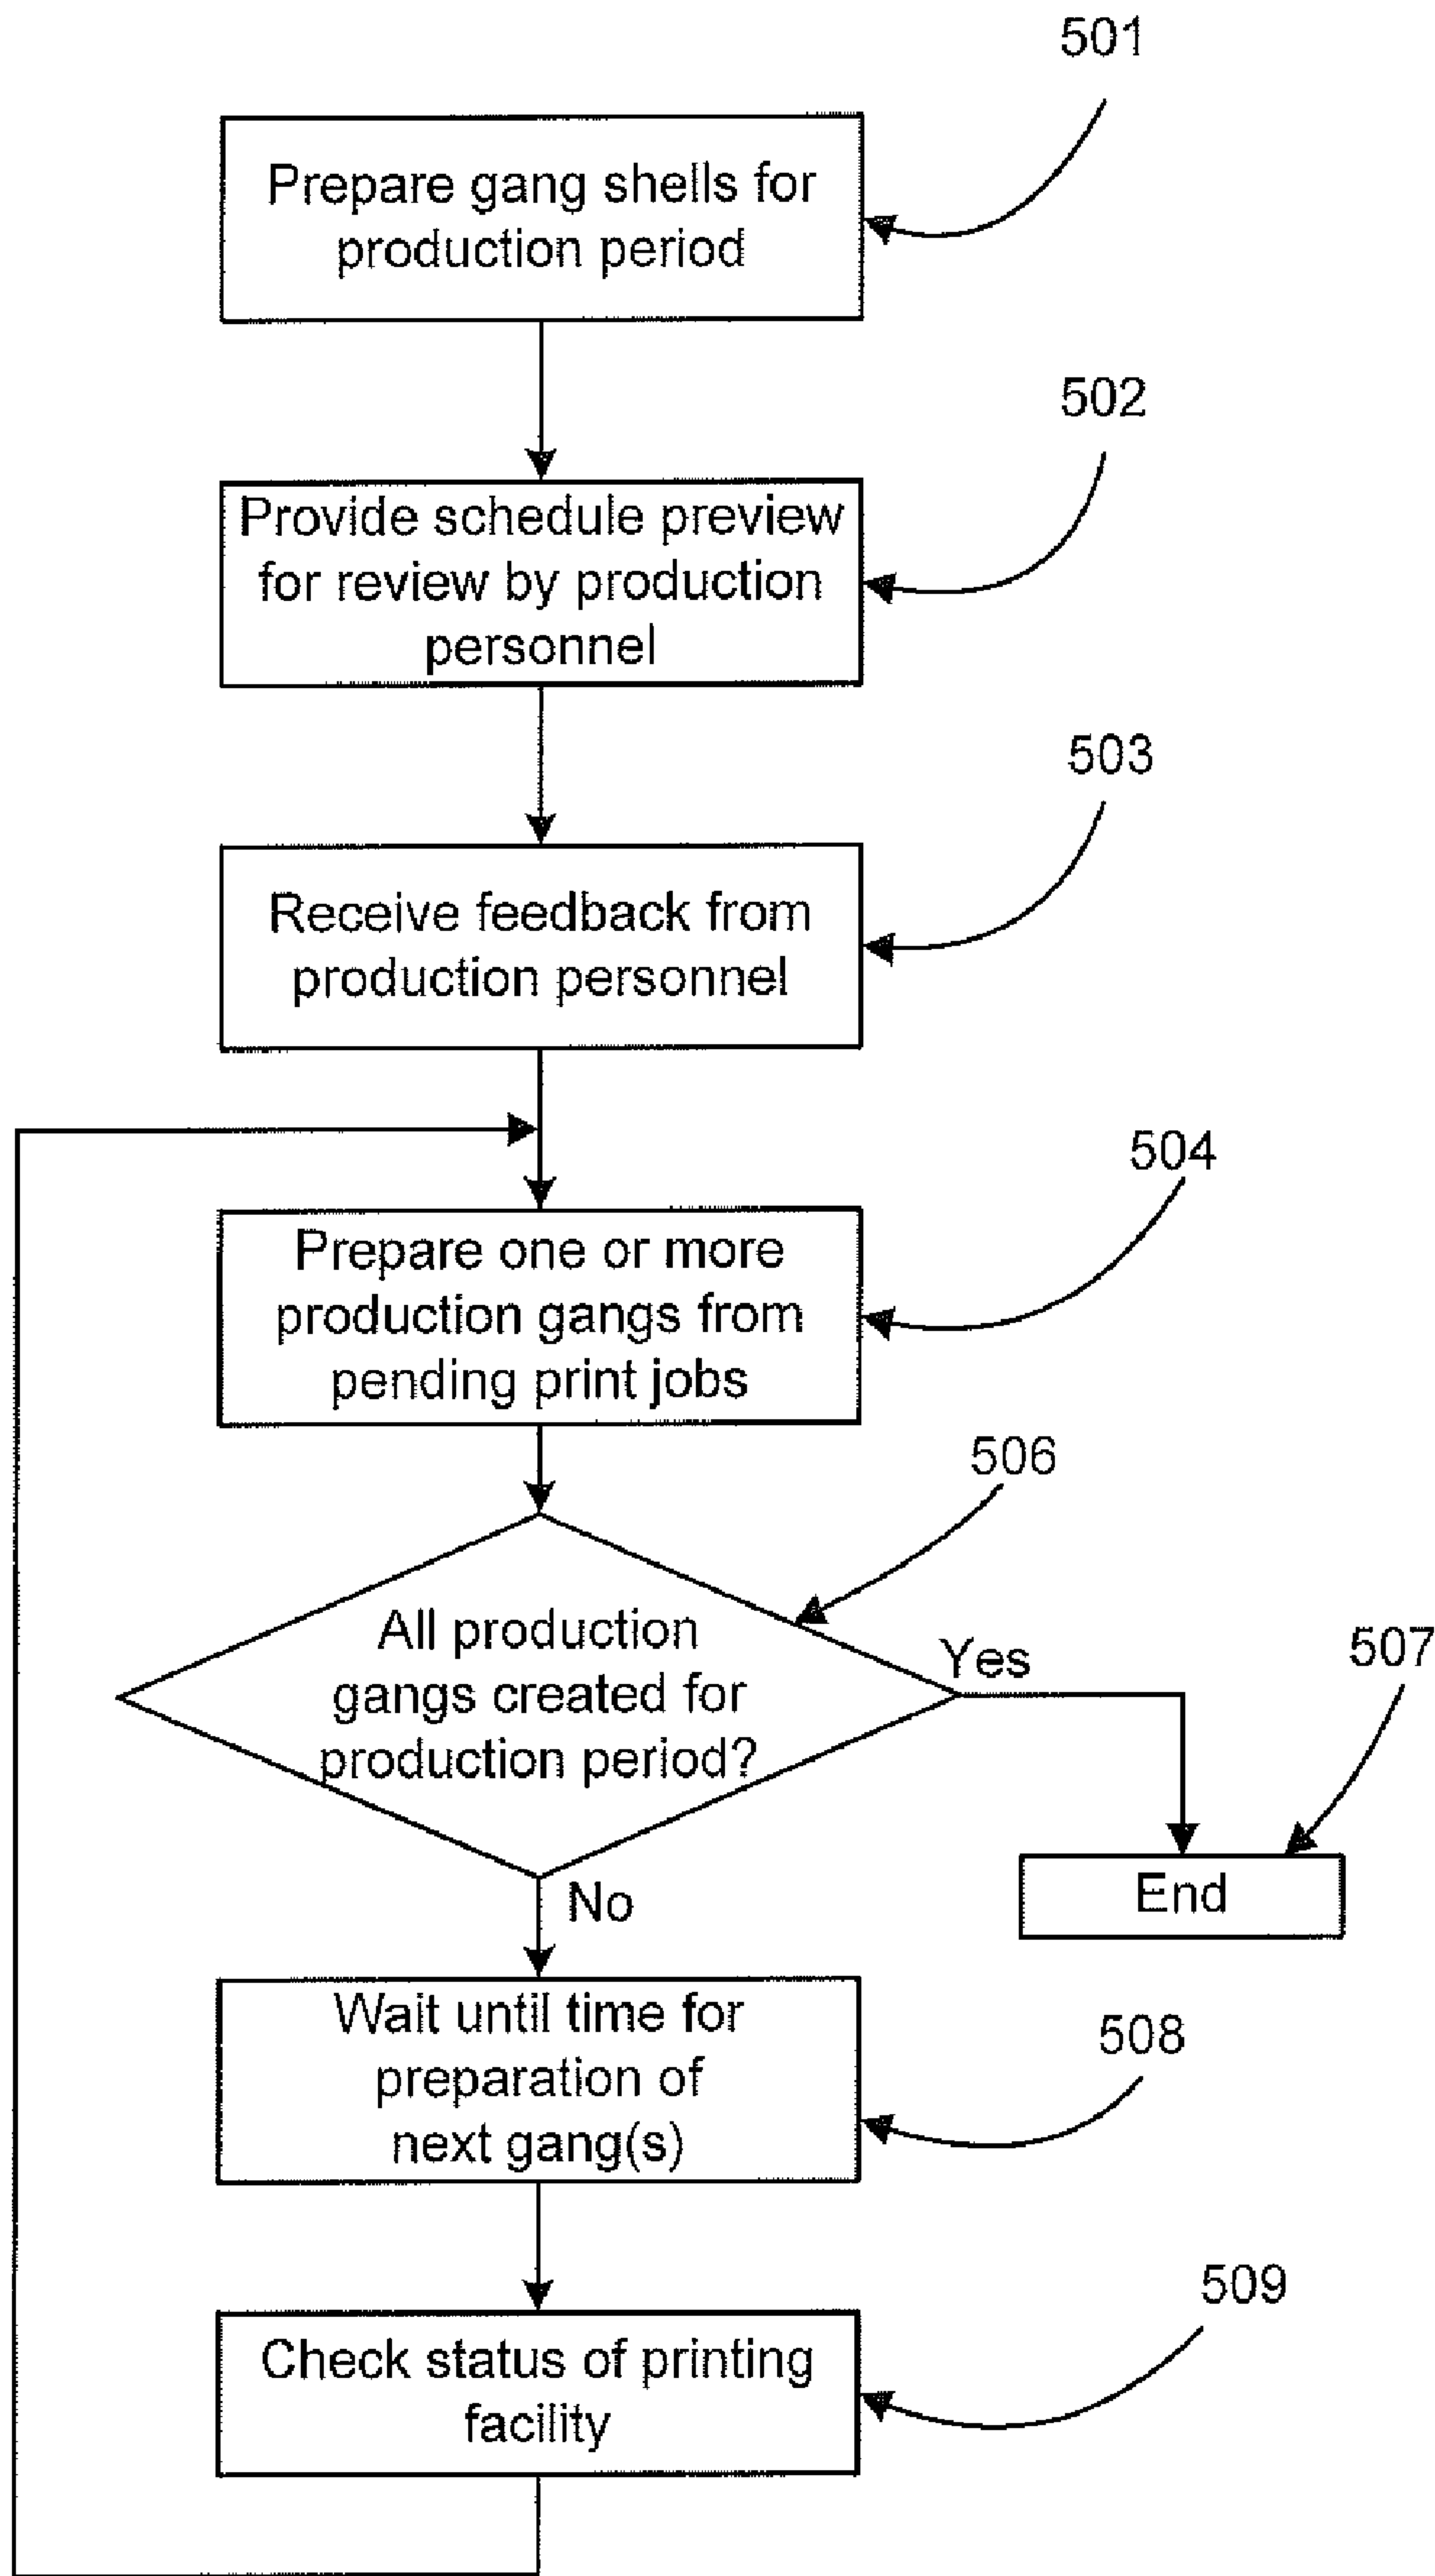 501
Prepare gang shells for
production period
502
Provide schedule preview
for review by production
personnel
503
Receive feedback from
production personnel
504
Prepare one or more
production gangs from
pending print jobs
506
All production
gangs created for
production period?
Yes
507
End
No
Wait until time for
preparation of
next gang(s)
508
509
Check status of printing
facility